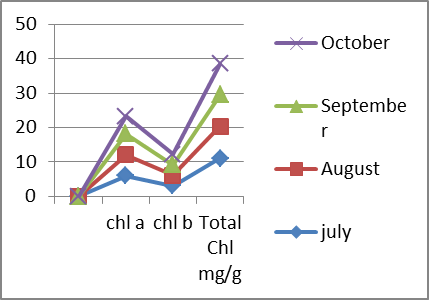 50
40
30
20
10
0
chl a
chl b
Total
Chl
mg/g
October
Septembe
r
August
july